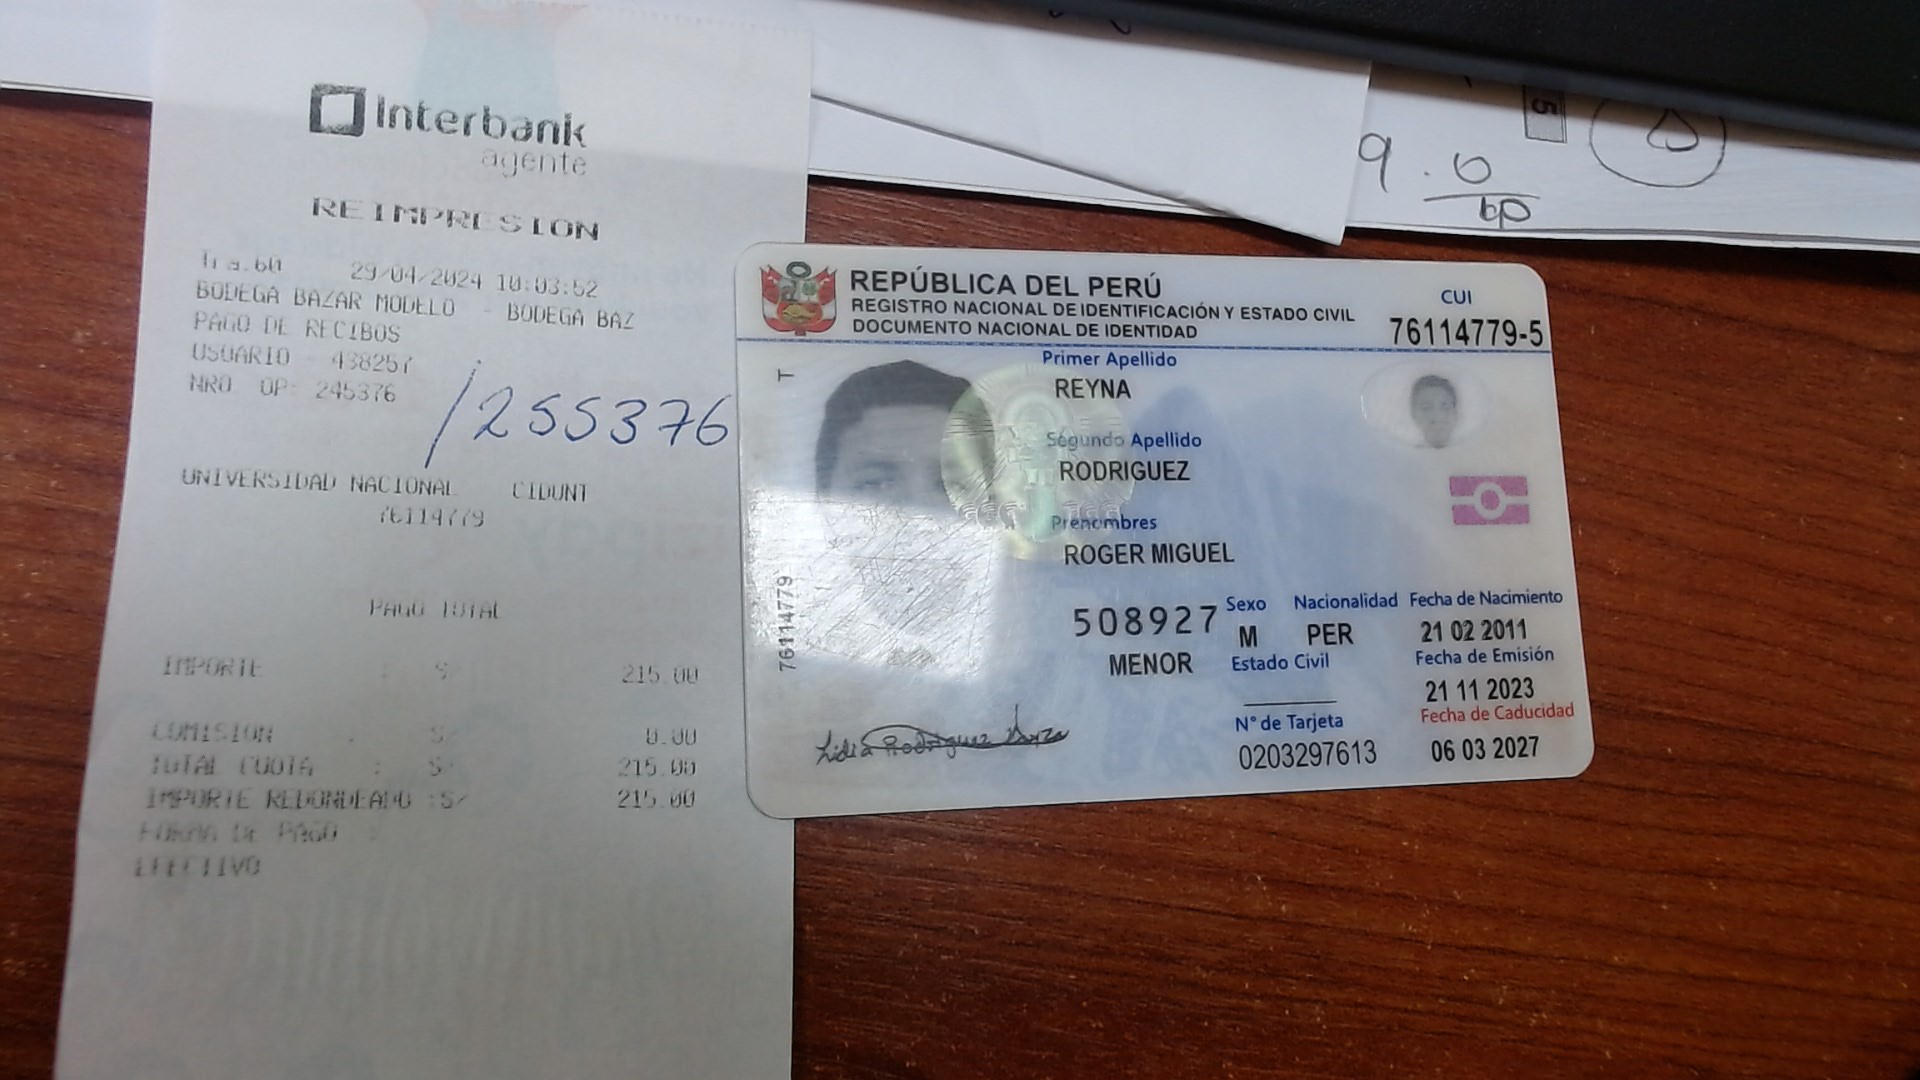 Interbank
agente
REIMPRESION
29/04/2024 10:03:52
BODEGA BAZAR MODELO - BODEGA BAZ
PAGO DE RECIBOS
USUARIO 438257
NRO. OP: 245376
/255376
UNIVERSIDAD NACIONAL CIDUNT
76114779
PAGO TOTAL
IMPORTE : S/ 215.00
COMISION : S/ 0.00
TOTAL CUOTA : S/ 215.00
IMPORTE REDONDEADO :S/ 215.00
FORMA DE PAGO :
EFECTIVO
REPÚBLICA DEL PERÚ
REGISTRO NACIONAL DE IDENTIFICACIÓN Y ESTADO CIVIL
DOCUMENTO NACIONAL DE IDENTIDAD
CUI
76114779-5
T
76114779
Primer Apellido
REYNA
Segundo Apellido
RODRIGUEZ
Prenombres
ROGER MIGUEL
508927
MENOR
Sexo Nacionalidad Fecha de Nacimiento
M PER 21 02 2011
Estado Civil Fecha de Emisión
21 11 2023
N° de Tarjeta Fecha de Caducidad
0203297613 06 03 2027
Lidia Rodriguez
5